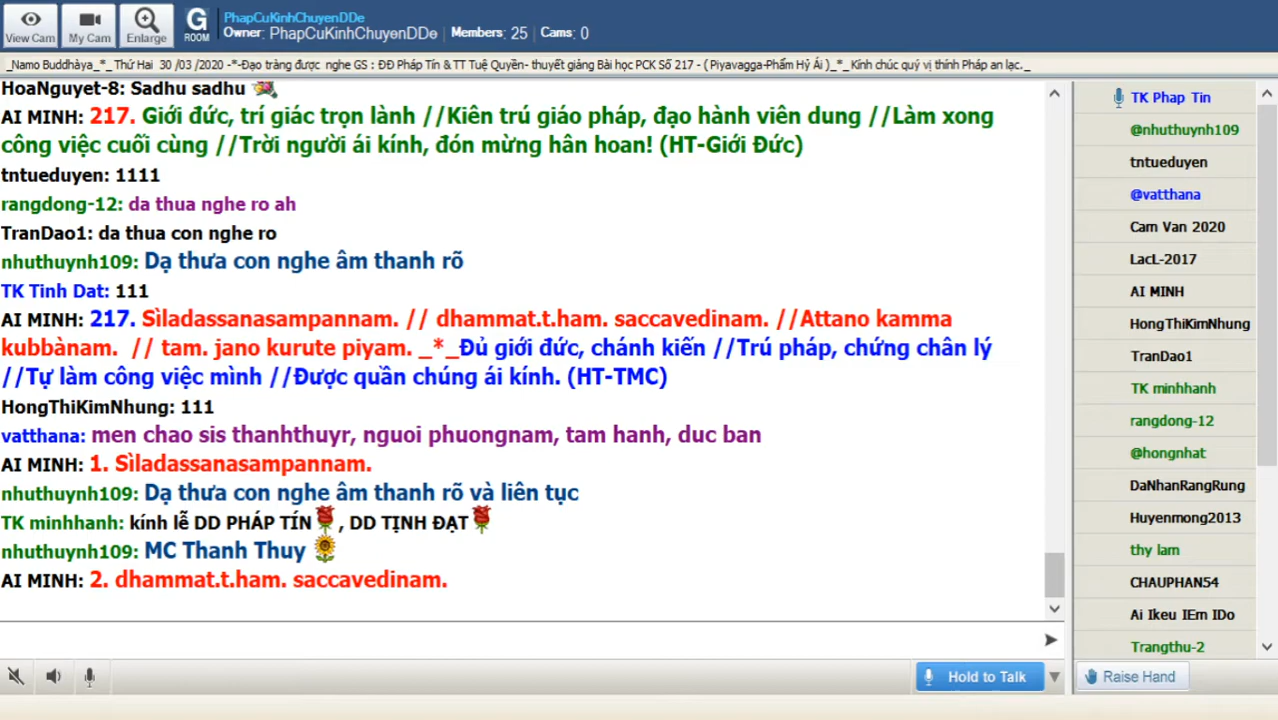 View Cam
My Cam
Enlarge
G
ROOM
PhapCuKinhChuyenDDe
Owner: PhapCuKinhChuyenDDe | Members: 25 | Cams: 0
_Namo Buddhàya_*_ Thứ Hai 30 /03 /2020 -*-Đạo tràng được nghe GS : ĐĐ Pháp Tín & TT Tuệ Quyền- thuyết giảng Bài học PCK Số 217 - ( Piyavagga-Phẩm Hỷ Ái )_*_ Kính chúc quý vị thính Pháp an lạc._
HoaNguyet-8: Sadhu sadhu
AI MINH: 217. Giới đức, trí giác trọn lành //Kiên trú giáo pháp, đạo hành viên dung //Làm xong
công việc cuối cùng //Trời người ái kính, đón mừng hân hoan! (HT-Giới Đức)
tntueduyen: 1111
rangdong-12: da thua nghe ro ah
TranDao1: da thua con nghe ro
nhuthuynh109: Dạ thưa con nghe âm thanh rõ
TK Tinh Dat: 111
AI MINH: 217. Sìladassanasampannam. // dhammat.t.ham. saccavedinam. //Attano kamma
kubbànam. // tam. jano kurute piyam. _*_Đủ giới đức, chánh kiến //Trú pháp, chứng chân lý
//Tự làm công việc mình //Được quần chúng ái kính. (HT-TMC)
HongThiKimNhung: 111
vatthana: men chao sis thanhthuyr, nguoi phuongnam, tam hanh, duc ban
AI MINH: 1. Sìladassanasampannam.
nhuthuynh109: Dạ thưa con nghe âm thanh rõ và liên tục
TK minhhanh: kính lễ DD PHÁP TÍN, DD TỊNH ĐẠT
nhuthuynh109: MC Thanh Thuy
AI MINH: 2. dhammat.t.ham. saccavedinam.
TK Phap Tin
@nhuthuynh109
tntueduyen
@vatthana
Cam Van 2020
LacL-2017
AI MINH
HongThiKimNhung
TranDao1
TK minhhanh
rangdong-12
@hongnhat
DaNhanRangRung
Huyenmong2013
thy lam
CHAUPHAN54
Ai Ikeu IEm IDo
Trangthu-2
Hold to Talk
Raise Hand